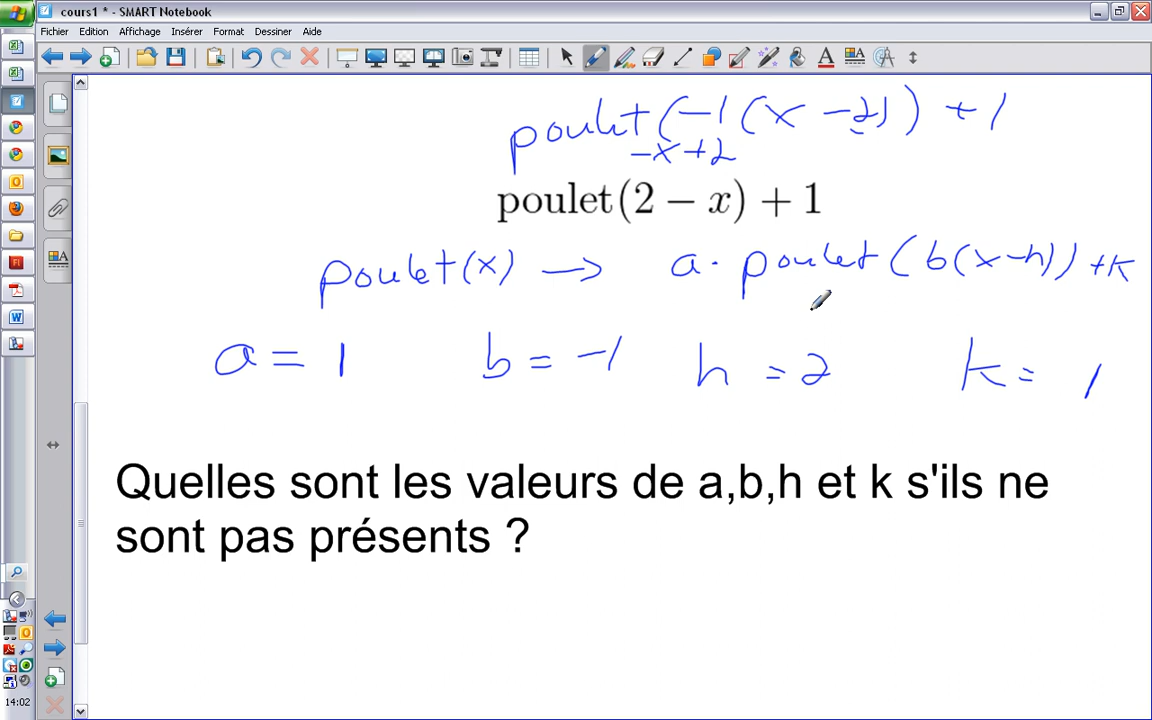 cours1 * - SMART Notebook
Fichier Edition Affichage Insérer Format Dessiner Aide
poulet(-1(x-2))+1
-x+2
poulet(2 − x) + 1
poulet(x) → a·poulet(b(x-h))+k
a = 1 b = -1 h = 2 k = 1
Quelles sont les valeurs de a,b,h et k s'ils ne
sont pas présents ?
14:02